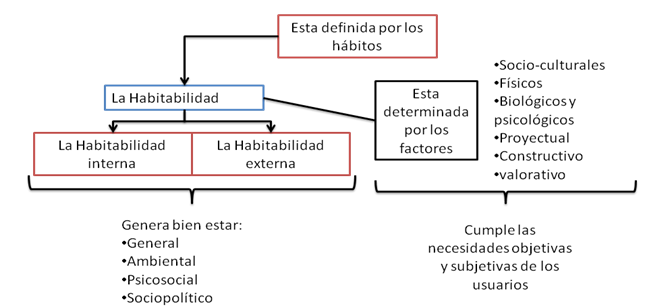 Esta definida por los
hábitos
La Habitabilidad
La Habitabilidad
interna
La Habitabilidad
externa
Esta
determinada
por los
factores
•Socio-culturales
•Físicos
•Biológicos y
psicológicos
•Proyectual
•Constructivo
•valorativo
Genera bien estar:
•General
•Ambiental
•Psicosocial
•Sociopolítico
Cumple las
necesidades objetivas
y subjetivas de los
usuarios